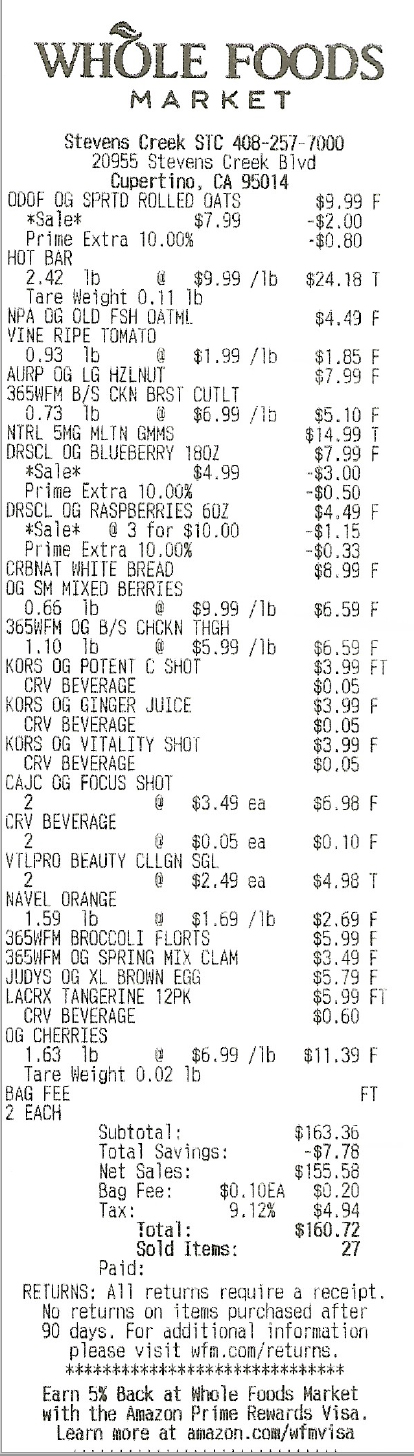 WHOLE FOODS
MARKET
Stevens Creek STC 408-257-7000
20955 Stevens Creek Blvd
Cupertino, CA 95014
ODOF OG SPRTD ROLLED OATS $9.99 F
*Sale* $7.99 -$2.00
Prime Extra 10.00% -$0.80
HOT BAR
2.42 lb @ $9.99 /lb $24.18 T
Tare Weight 0.11 lb
NPA OG OLD FSH OATML $4.49 F
VINE RIPE TOMATO
0.93 lb @ $1.99 /lb $1.85 F
AURP OG LG HZLNUT $7.99 F
365WFM B/S CKN BRST CUTLT
0.73 lb @ $6.99 /lb $5.10 F
NTRL 5MG MLTN GMMS $14.99 T
DRSCL OG BLUEBERRY 18OZ $7.99 F
*Sale* $4.99 -$3.00
Prime Extra 10.00% -$0.50
DRSCL OG RASPBERRIES 6OZ $4.49 F
*Sale* @ 3 for $10.00 -$1.15
Prime Extra 10.00% -$0.33
CRBNAT WHITE BREAD $8.99 F
OG SM MIXED BERRIES
0.66 lb @ $9.99 /lb $6.59 F
365WFM OG B/S CHCKN THGH
1.10 lb @ $5.99 /lb $6.59 F
KORS OG POTENT C SHOT $3.99 FT
CRV BEVERAGE $0.05
KORS OG GINGER JUICE $3.99 F
CRV BEVERAGE $0.05
KORS OG VITALITY SHOT $3.99 F
CRV BEVERAGE $0.05
CAJC OG FOCUS SHOT
2 @ $3.49 ea $6.98 F
CRV BEVERAGE
2 @ $0.05 ea $0.10 F
VTLPRO BEAUTY CLLGN SGL
2 @ $2.49 ea $4.98 T
NAVEL ORANGE
1.59 lb @ $1.69 /lb $2.69 F
365WFM BROCCOLI FLORTS $5.99 F
365WFM OG SPRING MIX CLAM $3.49 F
JUDYS OG XL BROWN EGG $5.79 F
LACRX TANGERINE 12PK $5.99 FT
CRV BEVERAGE $0.60
OG CHERRIES
1.63 lb @ $6.99 /lb $11.39 F
Tare Weight 0.02 lb
BAG FEE FT
2 EACH
Subtotal: $163.36
Total Savings: -$7.78
Net Sales: $155.58
Bag Fee: $0.10EA $0.20
Tax: 9.12% $4.94
Total: $160.72
Sold Items: 27
Paid:
RETURNS: All returns require a receipt.
No returns on items purchased after
90 days. For additional information
please visit wfm.com/returns.
******************************
Earn 5% Back at Whole Foods Market
with the Amazon Prime Rewards Visa.
Learn more at amazon.com/wfmvisa